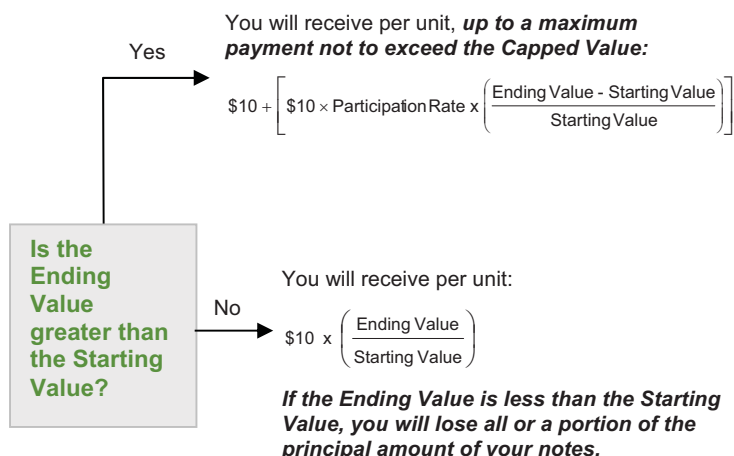 You will receive per unit, up to a maximum
payment not to exceed the Capped Value:
Yes
$10 + [ $10 × Participation Rate x ( Ending Value - Starting Value
Starting Value ) ]
Is the
Ending
Value
greater than
the Starting
Value?
No
You will receive per unit:
$10 x ( Ending Value
Starting Value )
If the Ending Value is less than the Starting
Value, you will lose all or a portion of the
principal amount of your notes.